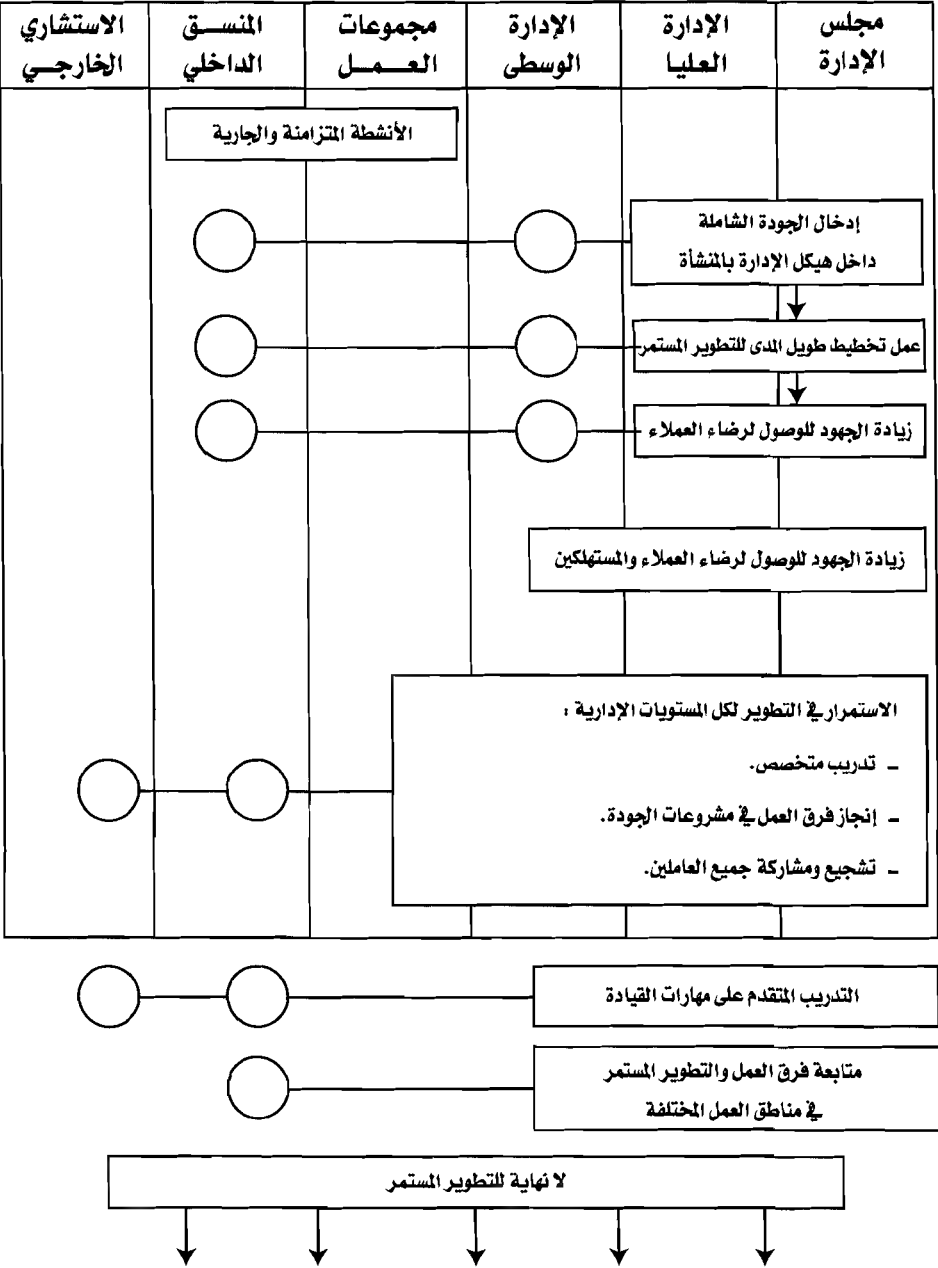 مجلس
الإدارة
الإدارة
العليا
الإدارة
الوسطى
مجموعات
العمل
المنسق
الداخلي
الاستشاري
الخارجي
الأنشطة المتزامنة والجارية
إدخال الجودة الشاملة
داخل هيكل الإدارة بالمنشأة
عمل تخطيط طويل المدى للتطوير المستمر
زيادة الجهود للوصول لرضاء العملاء
زيادة الجهود للوصول لرضاء العملاء والمستهلكين
الاستمرار في التطوير لكل المستويات الإدارية :
- تدريب متخصص.
- إنجاز فرق العمل في مشروعات الجودة.
- تشجيع ومشاركة جميع العاملين.
التدريب المتقدم على مهارات القيادة
متابعة فرق العمل والتطوير المستمر
في مناطق العمل المختلفة
لا نهاية للتطوير المستمر